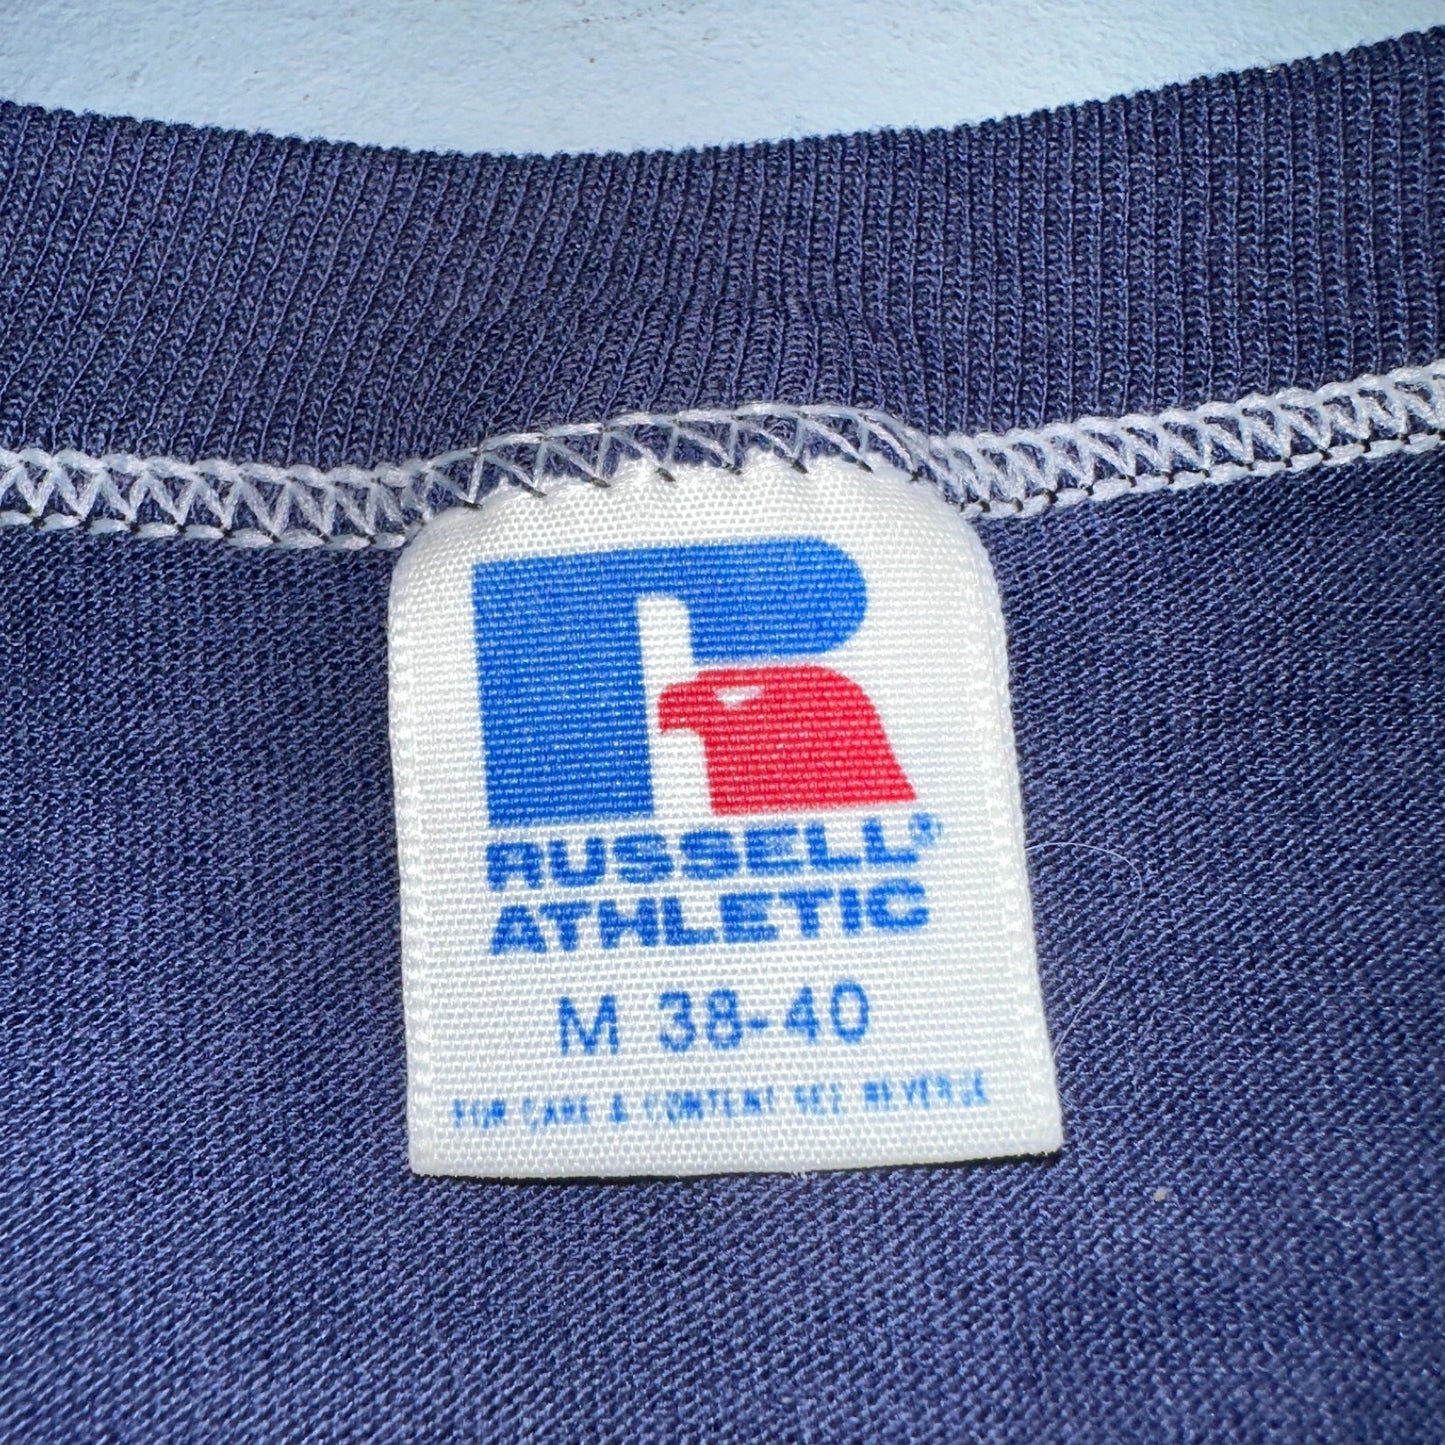 RUSSELL®
ATHLETIC
M 38-40
FOR CARE & CONTENT SEE REVERSE